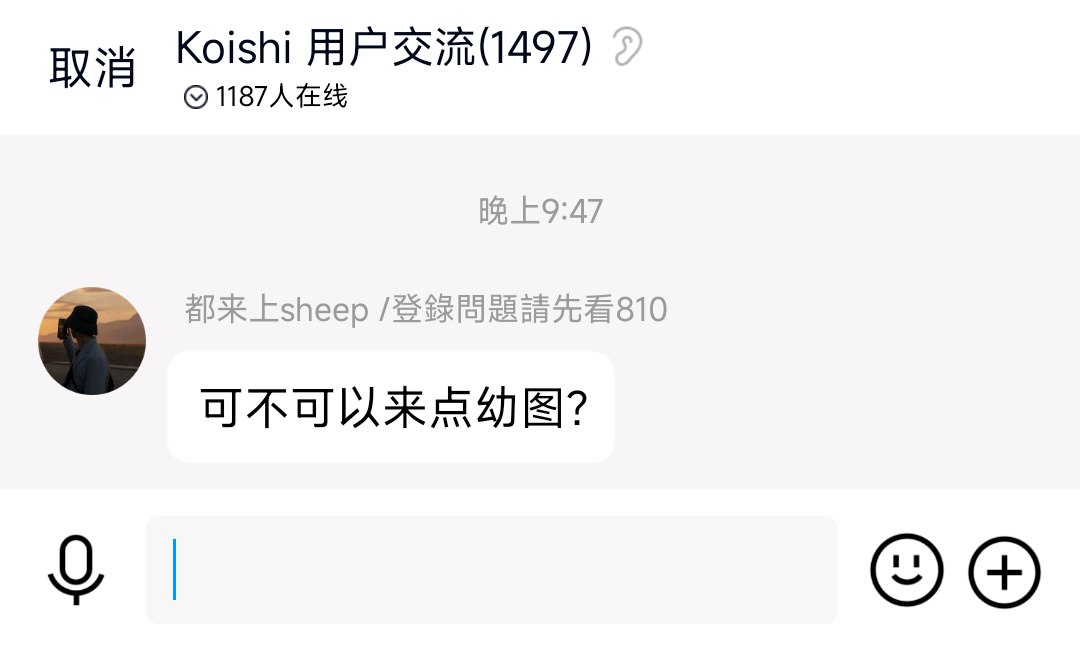 取消
Koishi 用户交流(1497)
1187人在线
晚上9:47
都来上sheep /登錄問題請先看810
可不可以来点幼图?